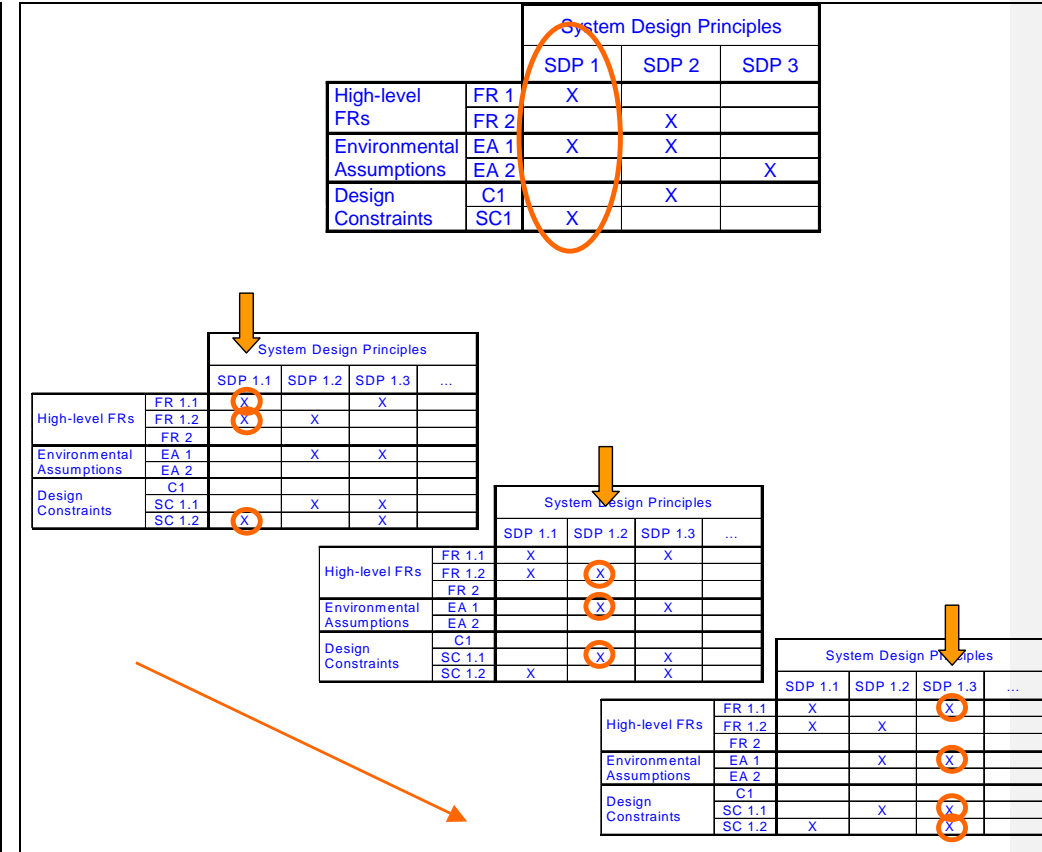 System Design Principles
SDP 1 SDP 2 SDP 3
High-level FR 1 X
FRs FR 2 X
Environmental EA 1 X X
Assumptions EA 2 X
Design C1 X
Constraints SC1 X
System Design Principles
SDP 1.1 SDP 1.2 SDP 1.3 ...
FR 1.1 X X
High-level FRs FR 1.2 X X
FR 2
Environmental EA 1 X X
Assumptions EA 2
Design C1
Constraints SC 1.1 X X
SC 1.2 X X
System Design Principles
SDP 1.1 SDP 1.2 SDP 1.3 ...
FR 1.1 X X
High-level FRs FR 1.2 X X
FR 2
Environmental EA 1 X X
Assumptions EA 2
Design C1
Constraints SC 1.1 X X
SC 1.2 X X
System Design Principles
SDP 1.1 SDP 1.2 SDP 1.3 ...
FR 1.1 X X
High-level FRs FR 1.2 X X
FR 2
Environmental EA 1 X X
Assumptions EA 2
Design C1
Constraints SC 1.1 X X
SC 1.2 X X